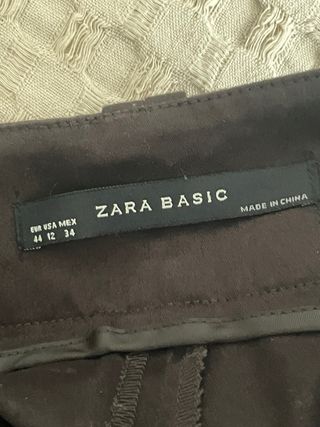 EUR USA MEX
44 12 34
ZARA BASIC
MADE IN CHINA